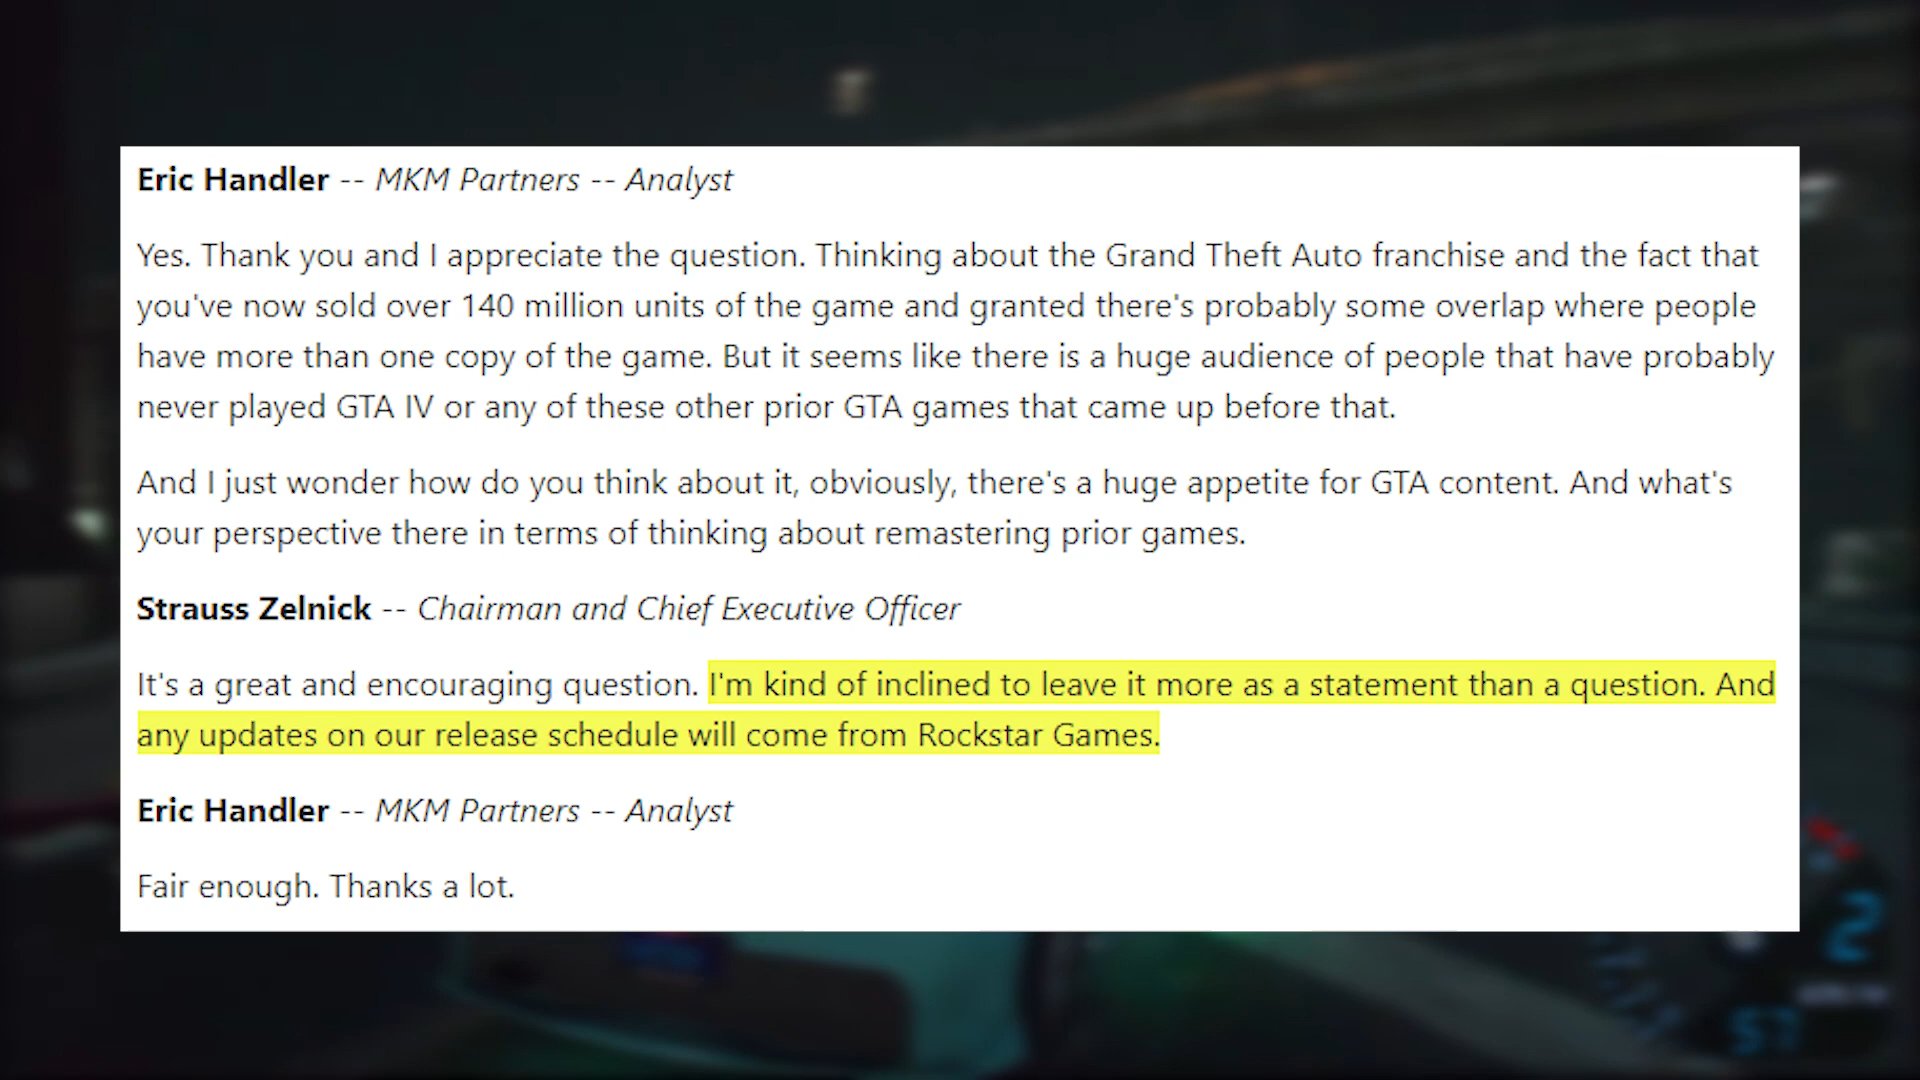 Eric Handler -- MKM Partners -- Analyst
Yes. Thank you and I appreciate the question. Thinking about the Grand Theft Auto franchise and the fact that
you've now sold over 140 million units of the game and granted there's probably some overlap where people
have more than one copy of the game. But it seems like there is a huge audience of people that have probably
never played GTA IV or any of these other prior GTA games that came up before that.
And I just wonder how do you think about it, obviously, there's a huge appetite for GTA content. And what's
your perspective there in terms of thinking about remastering prior games.
Strauss Zelnick -- Chairman and Chief Executive Officer
It's a great and encouraging question. I'm kind of inclined to leave it more as a statement than a question. And
any updates on our release schedule will come from Rockstar Games.
Eric Handler -- MKM Partners -- Analyst
Fair enough. Thanks a lot.
2
57